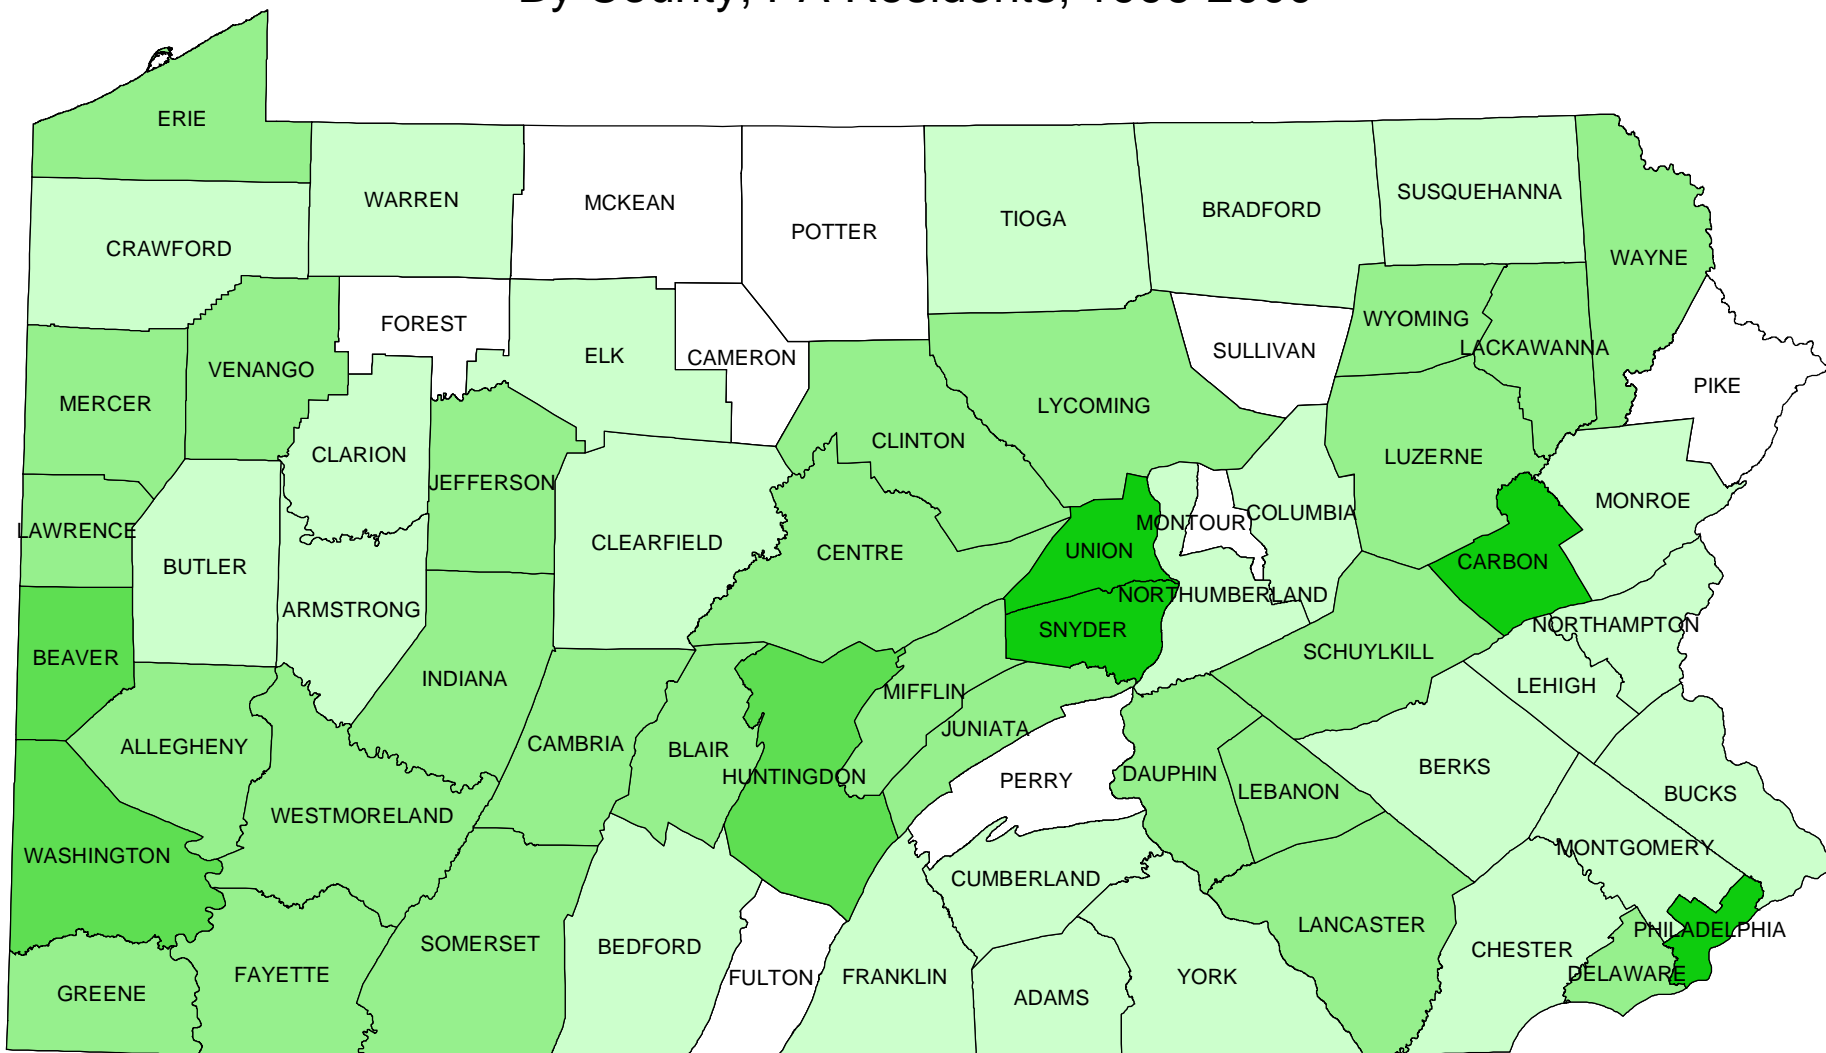 ERIE
WARREN
MCKEAN
POTTER
TIOGA
BRADFORD
SUSQUEHANNA
CRAWFORD
WAYNE
FOREST
ELK
CAMERON
SULLIVAN
WYOMING
LACKAWANNA
PIKE
VENANGO
MERCER
CLARION
JEFFERSON
CLINTON
LYCOMING
LUZERNE
MONROE
LAWRENCE
BUTLER
ARMSTRONG
CLEARFIELD
CENTRE
UNION
MONTOUR
COLUMBIA
CARBON
NORTHUMBERLAND
SNYDER
NORTHAMPTON
BEAVER
INDIANA
MIFFLIN
SCHUYLKILL
LEHIGH
ALLEGHENY
CAMBRIA
BLAIR
HUNTINGDON
JUNIATA
PERRY
DAUPHIN
LEBANON
BERKS
BUCKS
WESTMORELAND
WASHINGTON
MONTGOMERY
CUMBERLAND
LANCASTER
PHILADELPHIA
SOMERSET
BEDFORD
CHESTER
GREENE
FAYETTE
FULTON
FRANKLIN
ADAMS
YORK
DELAWARE